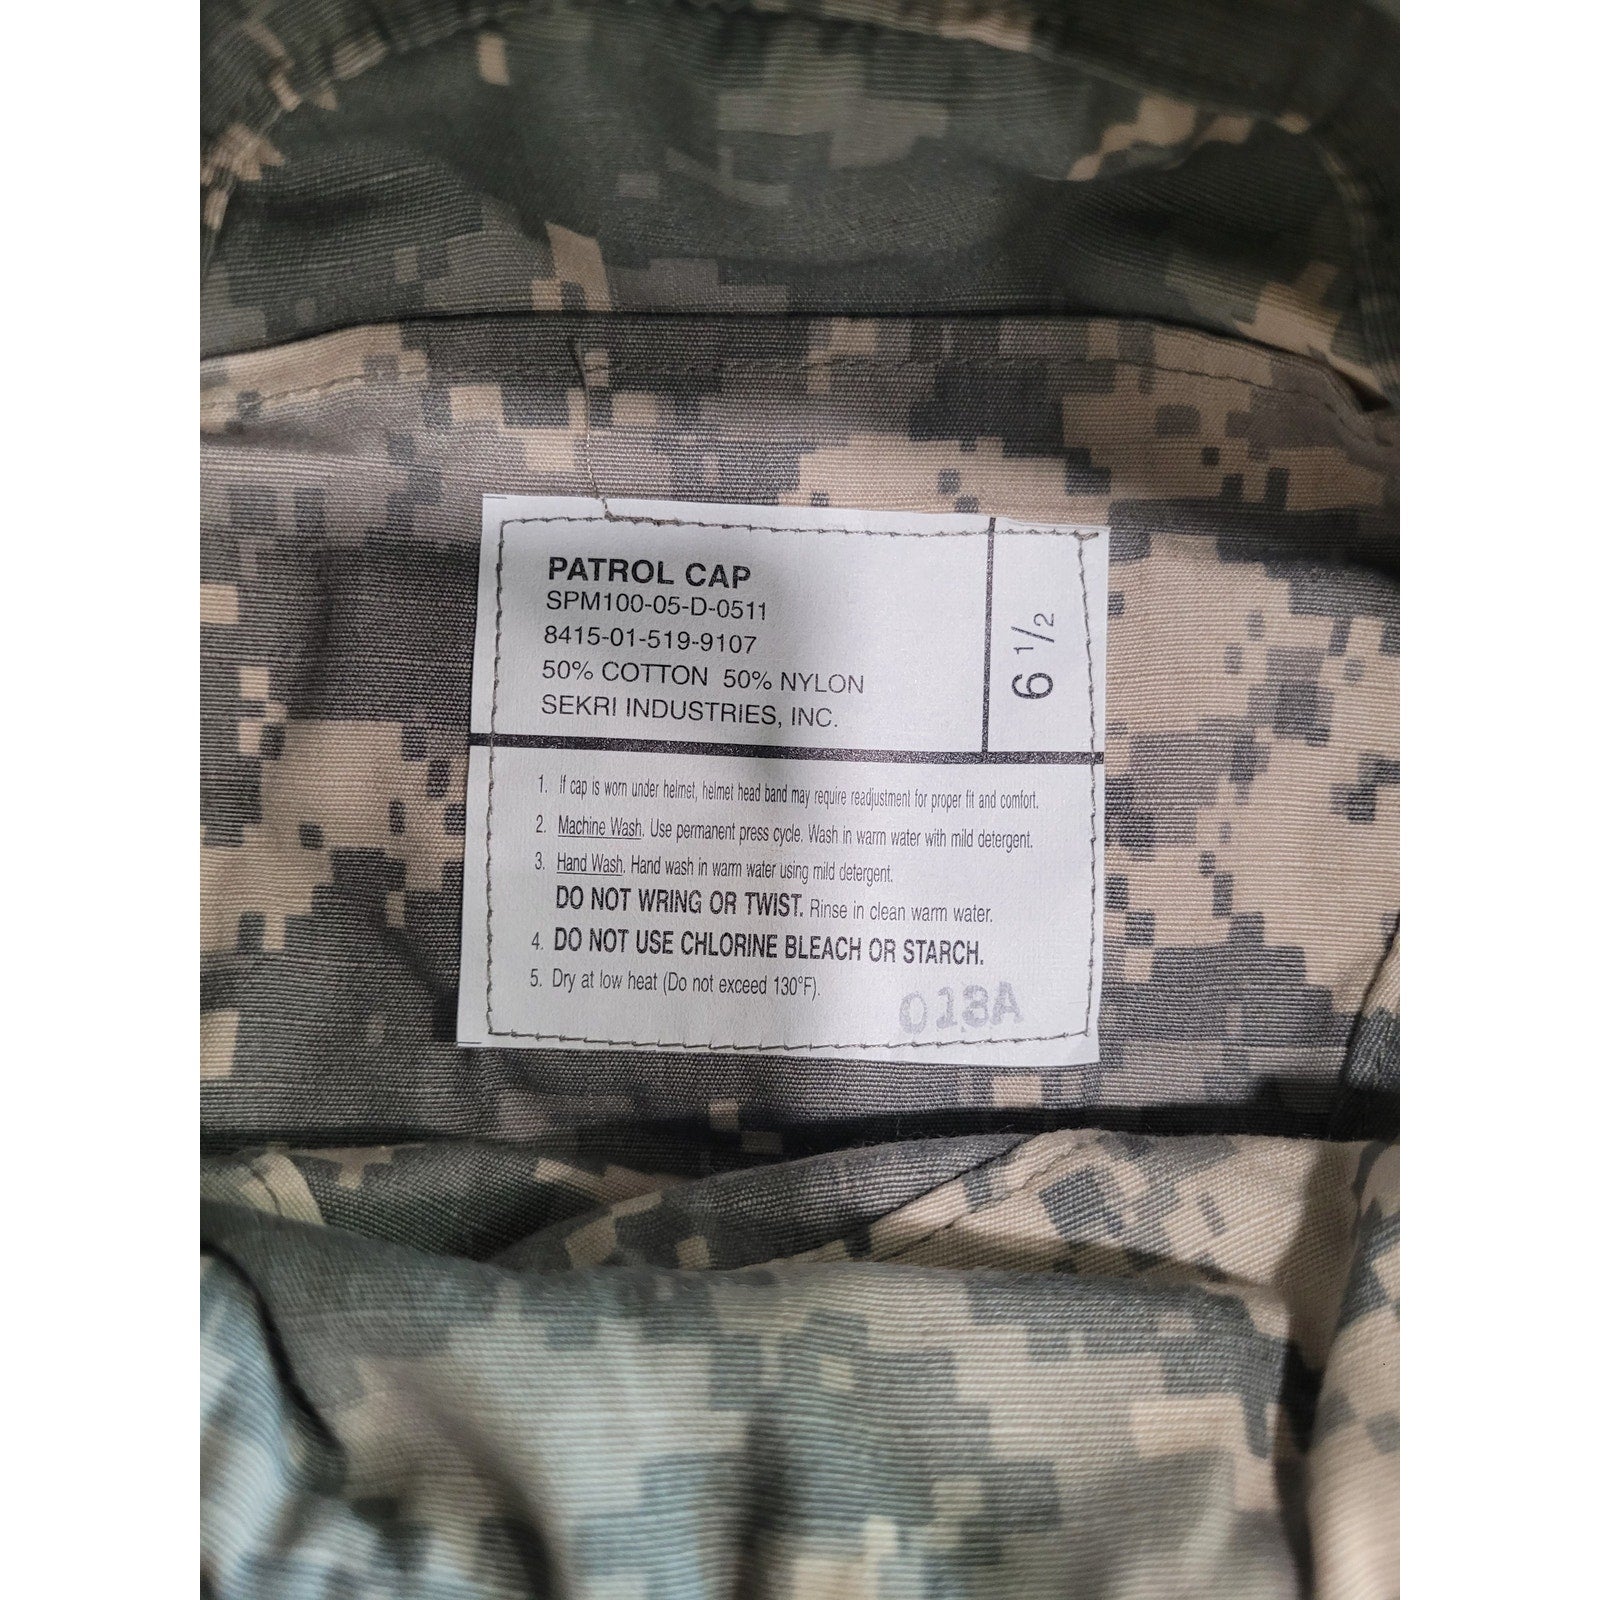 PATROL CAP
SPM100-05-D-0511
8415-01-519-9107
50% COTTON 50% NYLON
SEKRI INDUSTRIES, INC.
6 1/2
1. If cap is worn under helmet, helmet head band may require readjustment for proper fit and comfort.
2. Machine Wash. Use permanent press cycle. Wash in warm water with mild detergent.
3. Hand Wash. Hand wash in warm water using mild detergent.
DO NOT WRING OR TWIST. Rinse in clean warm water.
4. DO NOT USE CHLORINE BLEACH OR STARCH.
5. Dry at low heat (Do not exceed 130°F).
013A